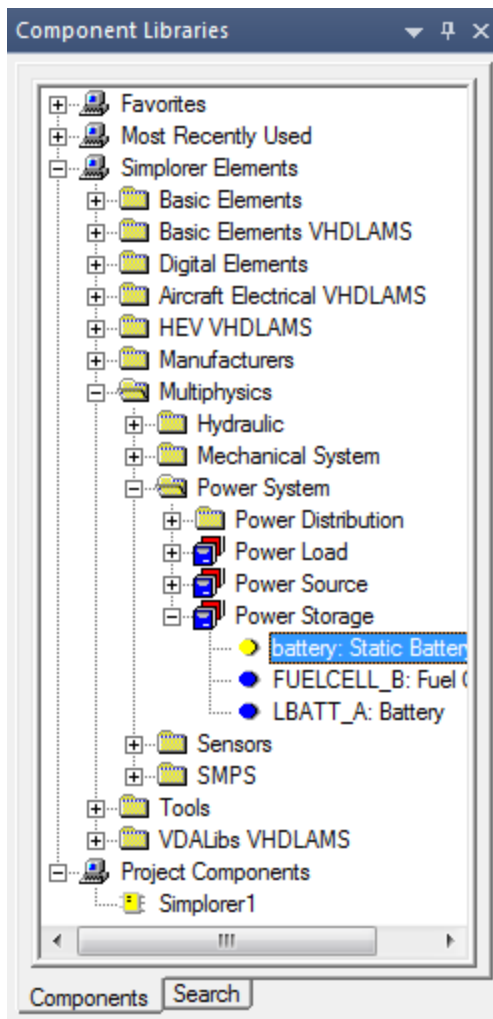 Component Libraries
Favorites
Most Recently Used
Simplorer Elements
Basic Elements
Basic Elements VHDLAMS
Digital Elements
Aircraft Electrical VHDLAMS
HEV VHDLAMS
Manufacturers
Multiphysics
Hydraulic
Mechanical System
Power System
Power Distribution
Power Load
Power Source
Power Storage
battery: Static
FUELCELL_B: Fuel
LBATT_A: Battery
Sensors
SMPS
Tools
VDALibs VHDLAMS
Project Components
Simplorer1
Components Search